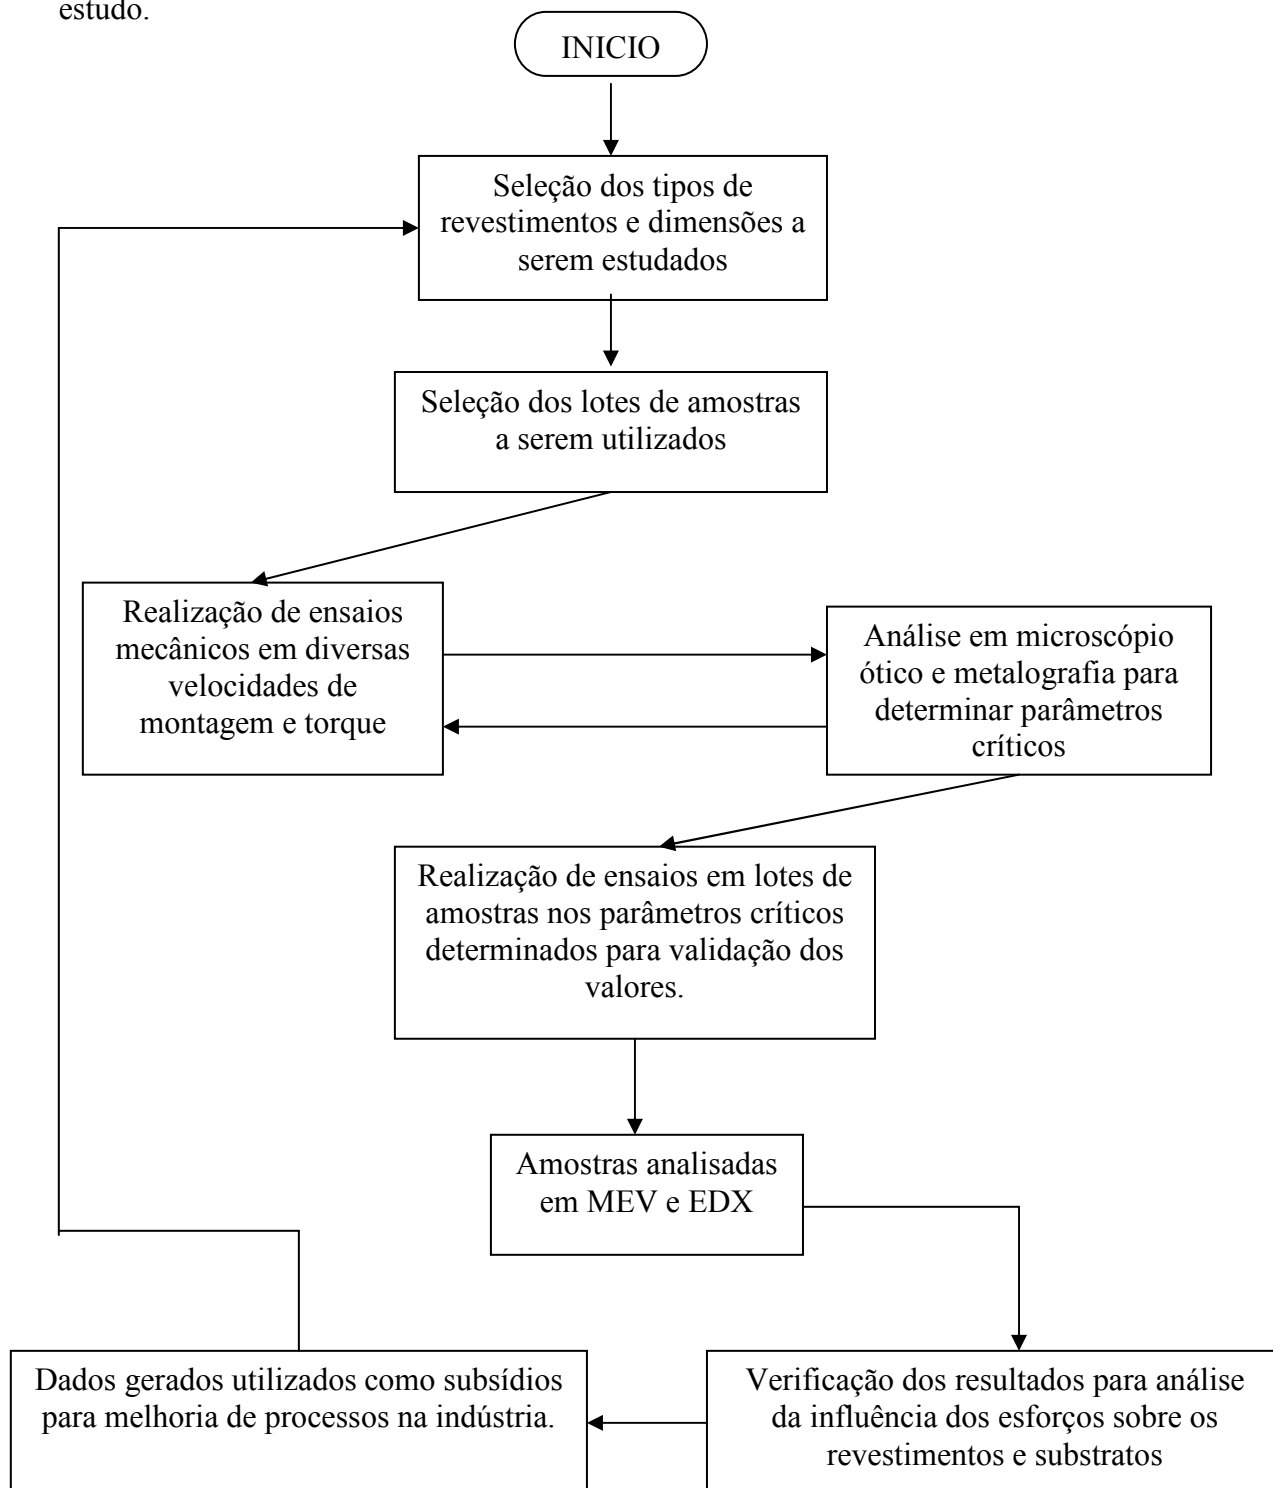 estudo.
INICIO
Seleção dos tipos de
revestimentos e dimensões a
serem estudados
Seleção dos lotes de amostras
a serem utilizados
Realização de ensaios
mecânicos em diversas
velocidades de
montagem e torque
Análise em microscópio
ótico e metalografia para
determinar parâmetros
críticos
Realização de ensaios em lotes de
amostras nos parâmetros críticos
determinados para validação dos
valores.
Amostras analisadas
em MEV e EDX
Verificação dos resultados para análise
da influência dos esforços sobre os
revestimentos e substratos
Dados gerados utilizados como subsídios
para melhoria de processos na indústria.